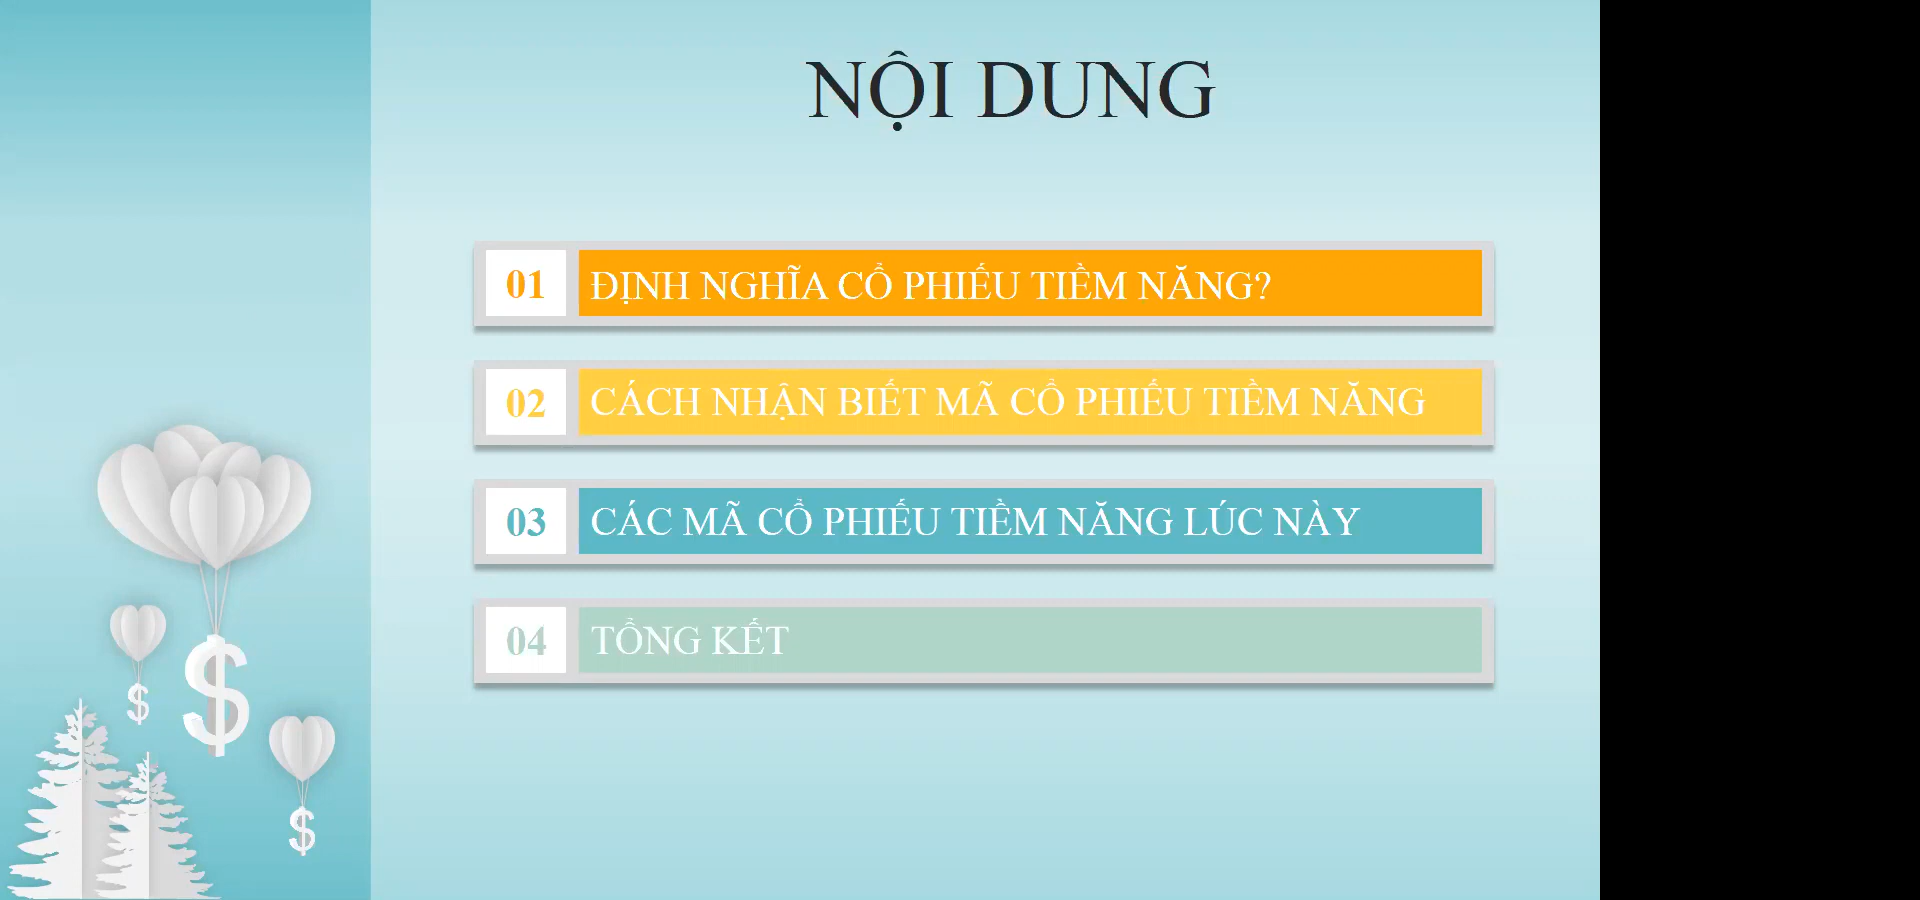 NỘI DUNG
01 ĐỊNH NGHĨA CỔ PHIẾU TIỀM NĂNG?
02 CÁCH NHẬN BIẾT MÃ CỔ PHIẾU TIỀM NĂNG
03 CÁC MÃ CỔ PHIẾU TIỀM NĂNG LÚC NÀY
04 TỔNG KẾT
$
$
$